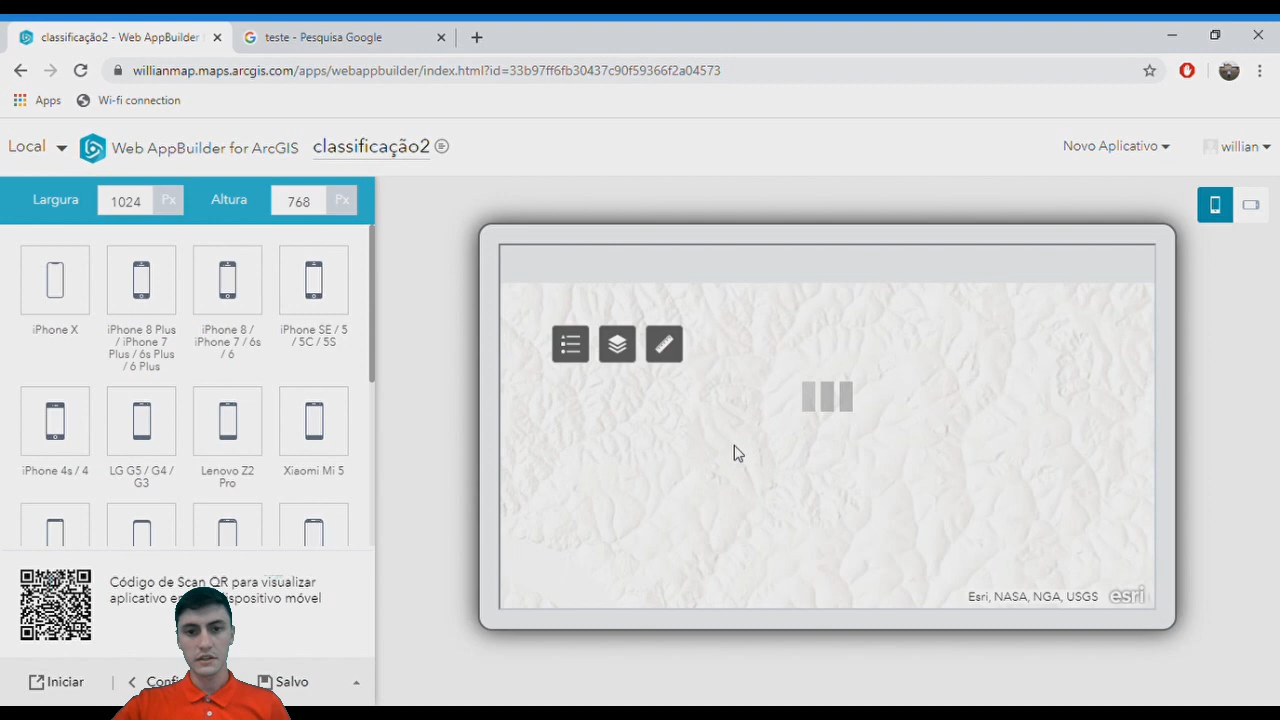 classificação2 - Web AppBuilder
teste - Pesquisa Google
willianmap.maps.arcgis.com/apps/webappbuilder/index.html?id=33b97ff6fb30437c90f59366f2a04573
Apps
Wi-fi connection
Local
Web AppBuilder for ArcGIS
classificação2
Novo Aplicativo
willian
Largura
1024
Px
Altura
768
Px
iPhone X
iPhone 8 Plus /
iPhone 7
Plus / 6s Plus
/ 6 Plus
iPhone 8 /
iPhone 7 / 6s
/ 6
iPhone SE / 5
/ 5C / 5S
iPhone 4s / 4
LG G5 / G4 /
G3
Lenovo Z2
Pro
Xiaomi Mi 5
Código de Scan QR para visualizar
aplicativo dispositivo móvel
Esri, NASA, NGA, USGS
esri
Iniciar
Salvo